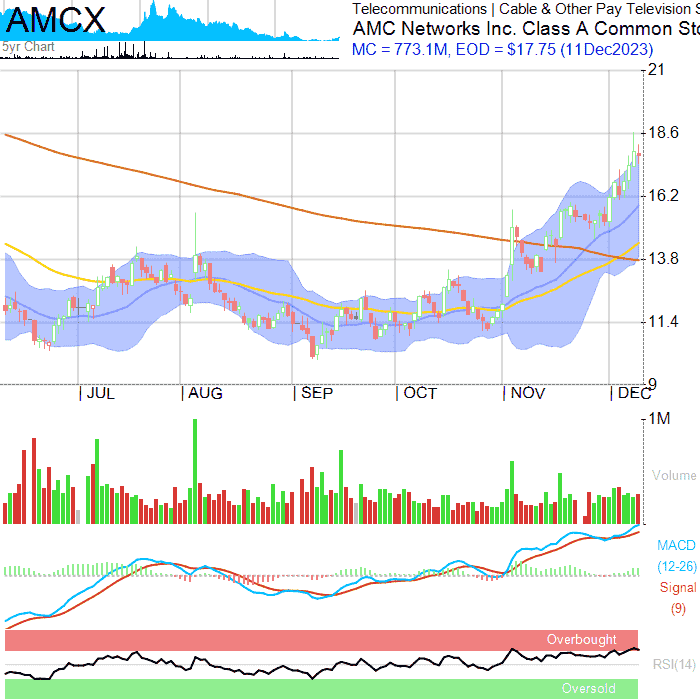 AMCX
5yr Chart
Telecommunications | Cable & Other Pay Television S
AMC Networks Inc. Class A Common Sto
MC = 773.1M, EOD = $17.75 (11Dec2023)
21
18.6
16.2
13.8
11.4
9
JUL AUG SEP OCT NOV DEC
1M
Volume
MACD
(12-26)
Signal
(9)
Overbought
RSI(14)
Oversold